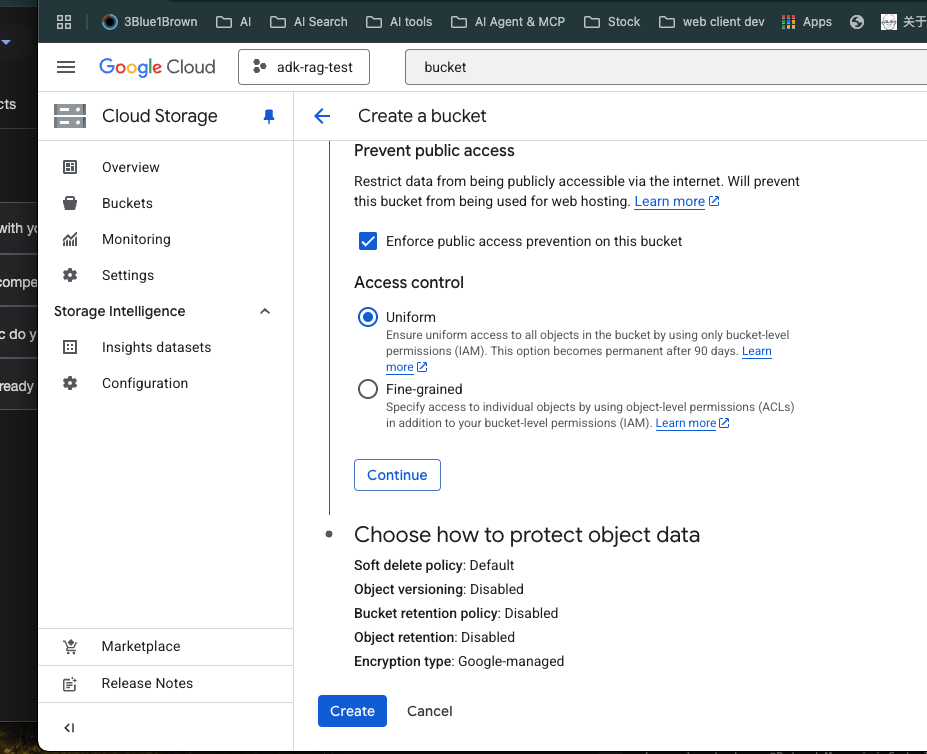 3Blue1Brown AI AI Search AI tools AI Agent & MCP Stock web client dev Apps 关于
Google Cloud adk-rag-test bucket
cts
Cloud Storage
Create a bucket
Overview
Buckets
Monitoring
Settings
Storage Intelligence
Insights datasets
Configuration
Marketplace
Release Notes
with yo
compe
c do y
ready
Prevent public access
Restrict data from being publicly accessible via the internet. Will prevent
this bucket from being used for web hosting. Learn more
Enforce public access prevention on this bucket
Access control
Uniform
Ensure uniform access to all objects in the bucket by using only bucket-level
permissions (IAM). This option becomes permanent after 90 days. Learn
more
Fine-grained
Specify access to individual objects by using object-level permissions (ACLs)
in addition to your bucket-level permissions (IAM). Learn more
Continue
Choose how to protect object data
Soft delete policy: Default
Object versioning: Disabled
Bucket retention policy: Disabled
Object retention: Disabled
Encryption type: Google-managed
Create Cancel